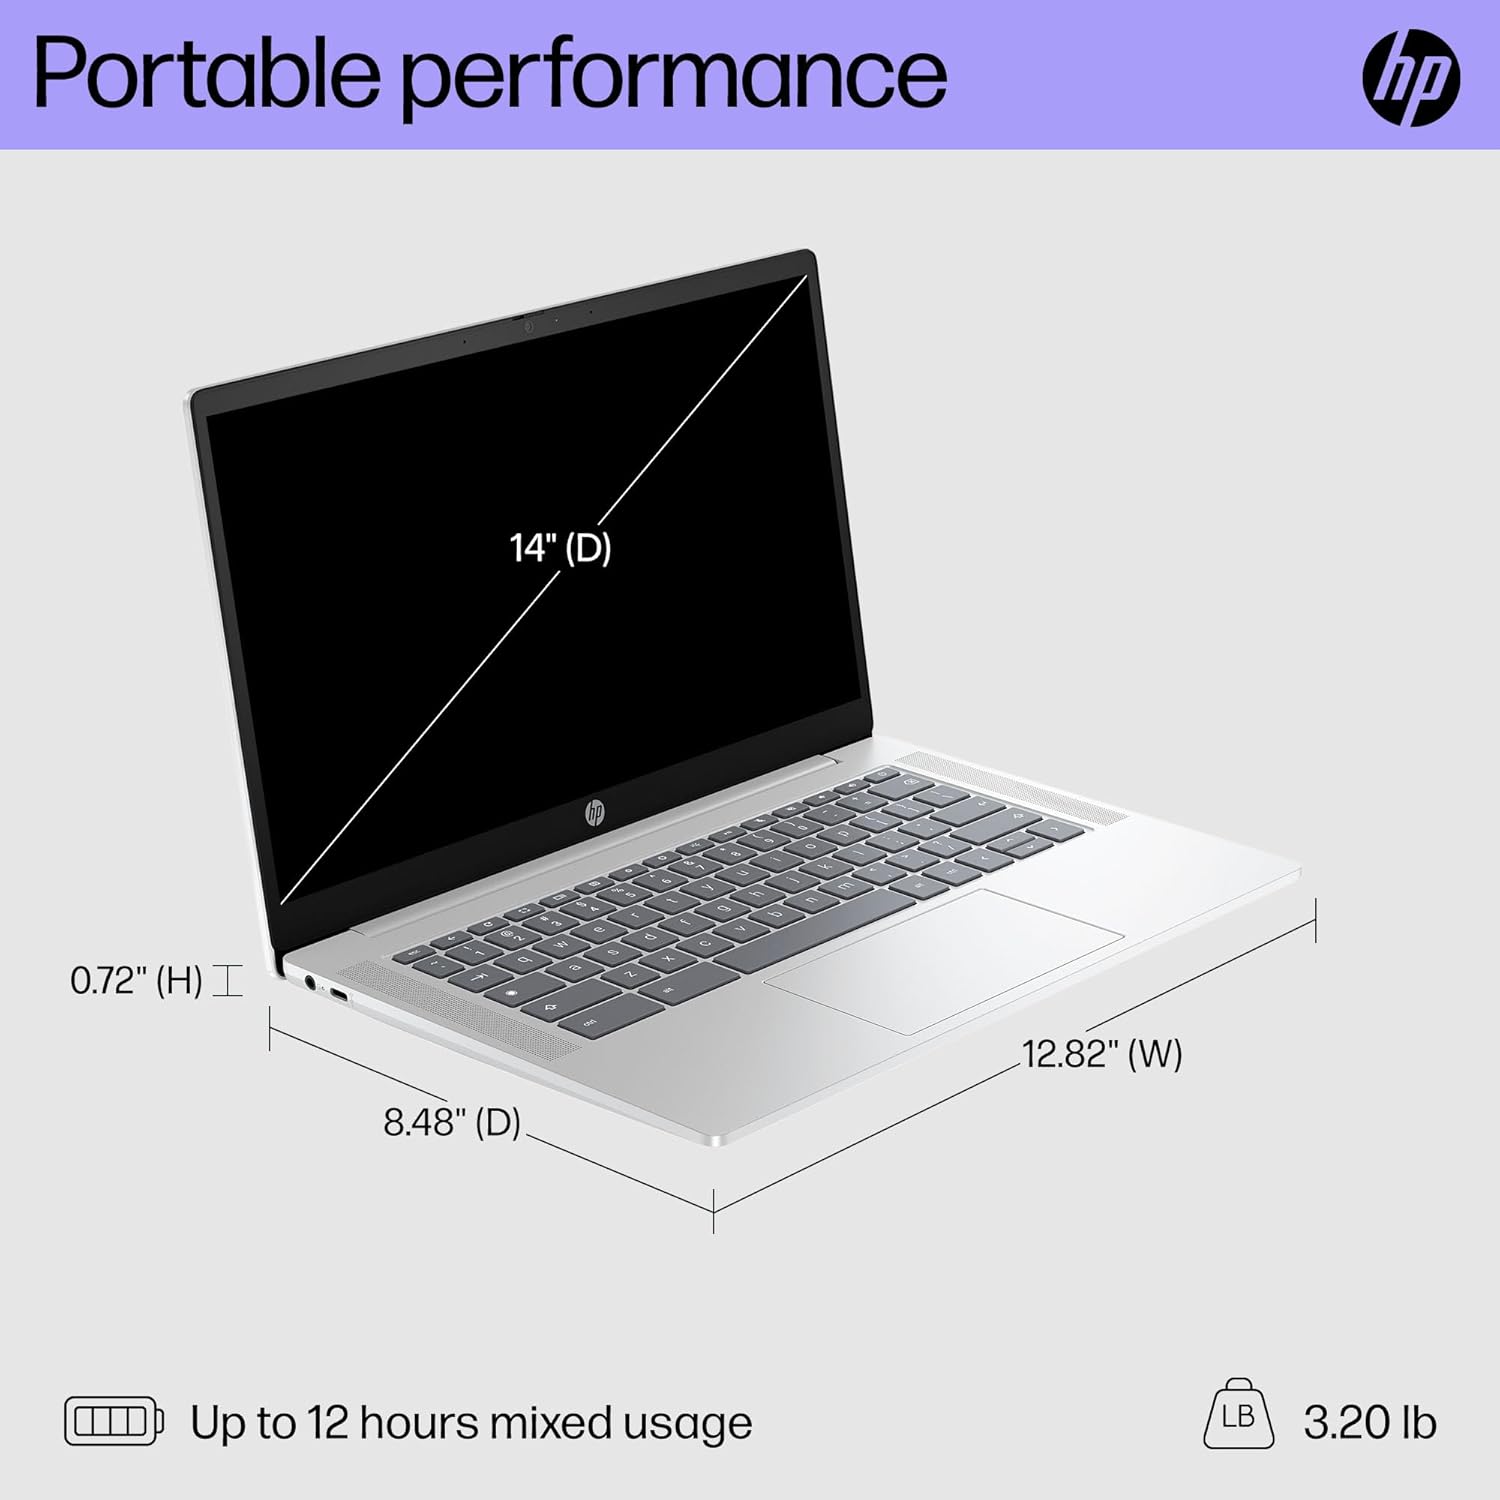 Portable performance
hp
14" (D)
hp
0.72" (H)
12.82" (W)
8.48" (D)
Up to 12 hours mixed usage
LB
3.20 lb